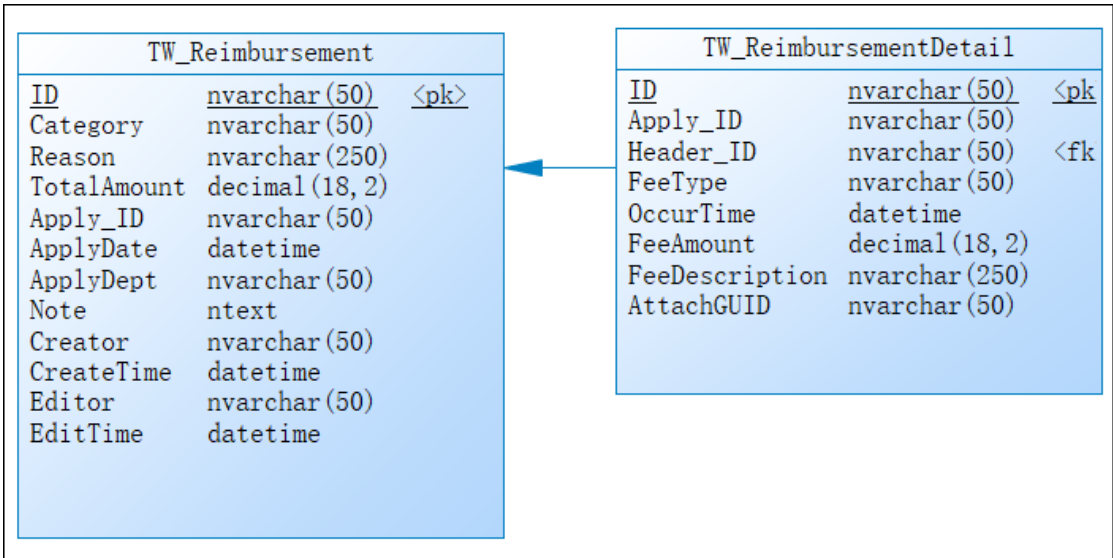 TW_Reimbursement
ID nvarchar(50) <pk>
Category nvarchar(50)
Reason nvarchar(250)
TotalAmount decimal(18,2)
Apply_ID nvarchar(50)
ApplyDate datetime
ApplyDept nvarchar(50)
Note ntext
Creator nvarchar(50)
CreateTime datetime
Editor nvarchar(50)
EditTime datetime
TW_ReimbursementDetail
ID nvarchar(50) <pk
Apply_ID nvarchar(50)
Header_ID nvarchar(50) <fk
FeeType nvarchar(50)
OccurTime datetime
FeeAmount decimal(18,2)
FeeDescription nvarchar(250)
AttachGUID nvarchar(50)